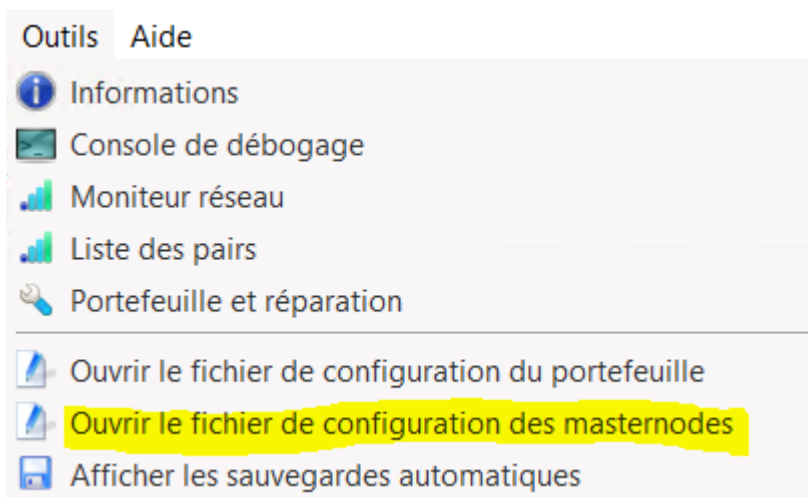 Outils Aide
Informations
Console de débogage
Moniteur réseau
Liste des pairs
Portefeuille et réparation
Ouvrir le fichier de configuration du portefeuille
Ouvrir le fichier de configuration des masternodes
Afficher les sauvegardes automatiques